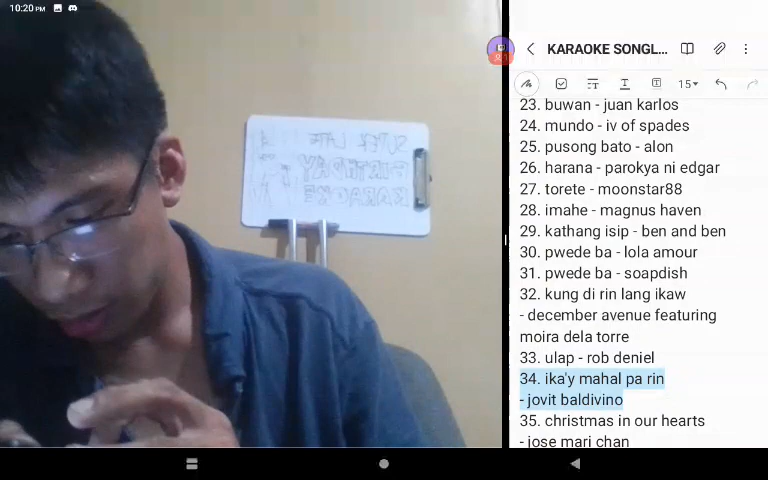 10:20 PM
KARAOKE SONGL...
15
23. buwan - juan karlos
24. mundo - iv of spades
25. pusong bato - alon
26. harana - parokya ni edgar
27. torete - moonstar88
28. imahe - magnus haven
29. kathang isip - ben and ben
30. pwede ba - lola amour
31. pwede ba - soapdish
32. kung di rin lang ikaw
- december avenue featuring
moira dela torre
33. ulap - rob deniel
34. ika'y mahal pa rin
- jovit baldivino
35. christmas in our hearts
- jose mari chan
BIRTHDAY
KARAOKE